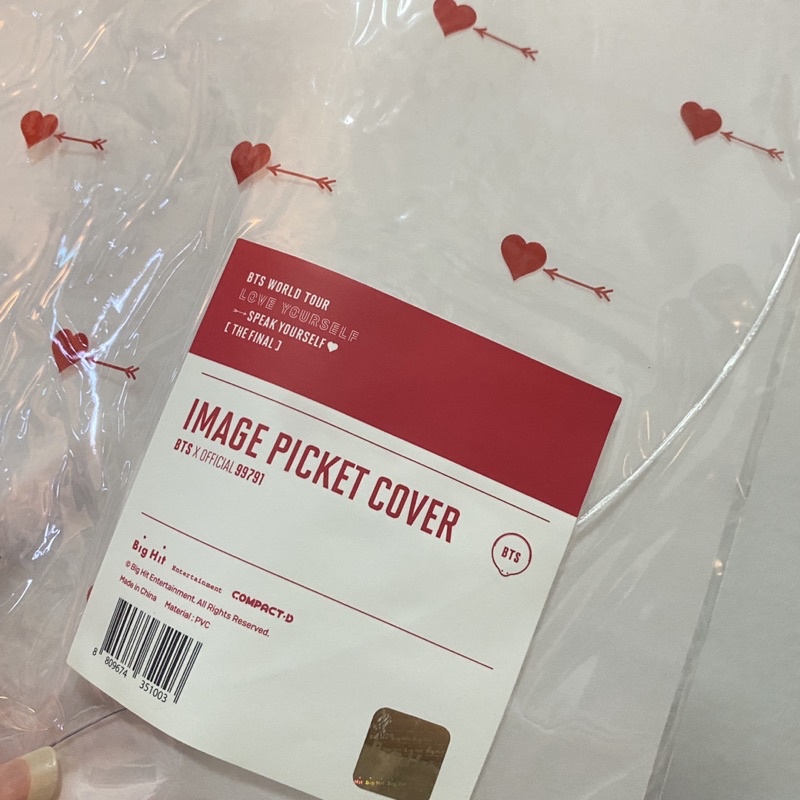 BTS WORLD TOUR
LOVE YOURSELF
SPEAK YOURSELF
[ THE FINAL ]
IMAGE PICKET COVER
BTS X OFFICIAL 99791
BTS
Big Hit Entertainment COMPACT·D
© Big Hit Entertainment. All Rights Reserved.
Made in China Material : PVC
8 809674 351003